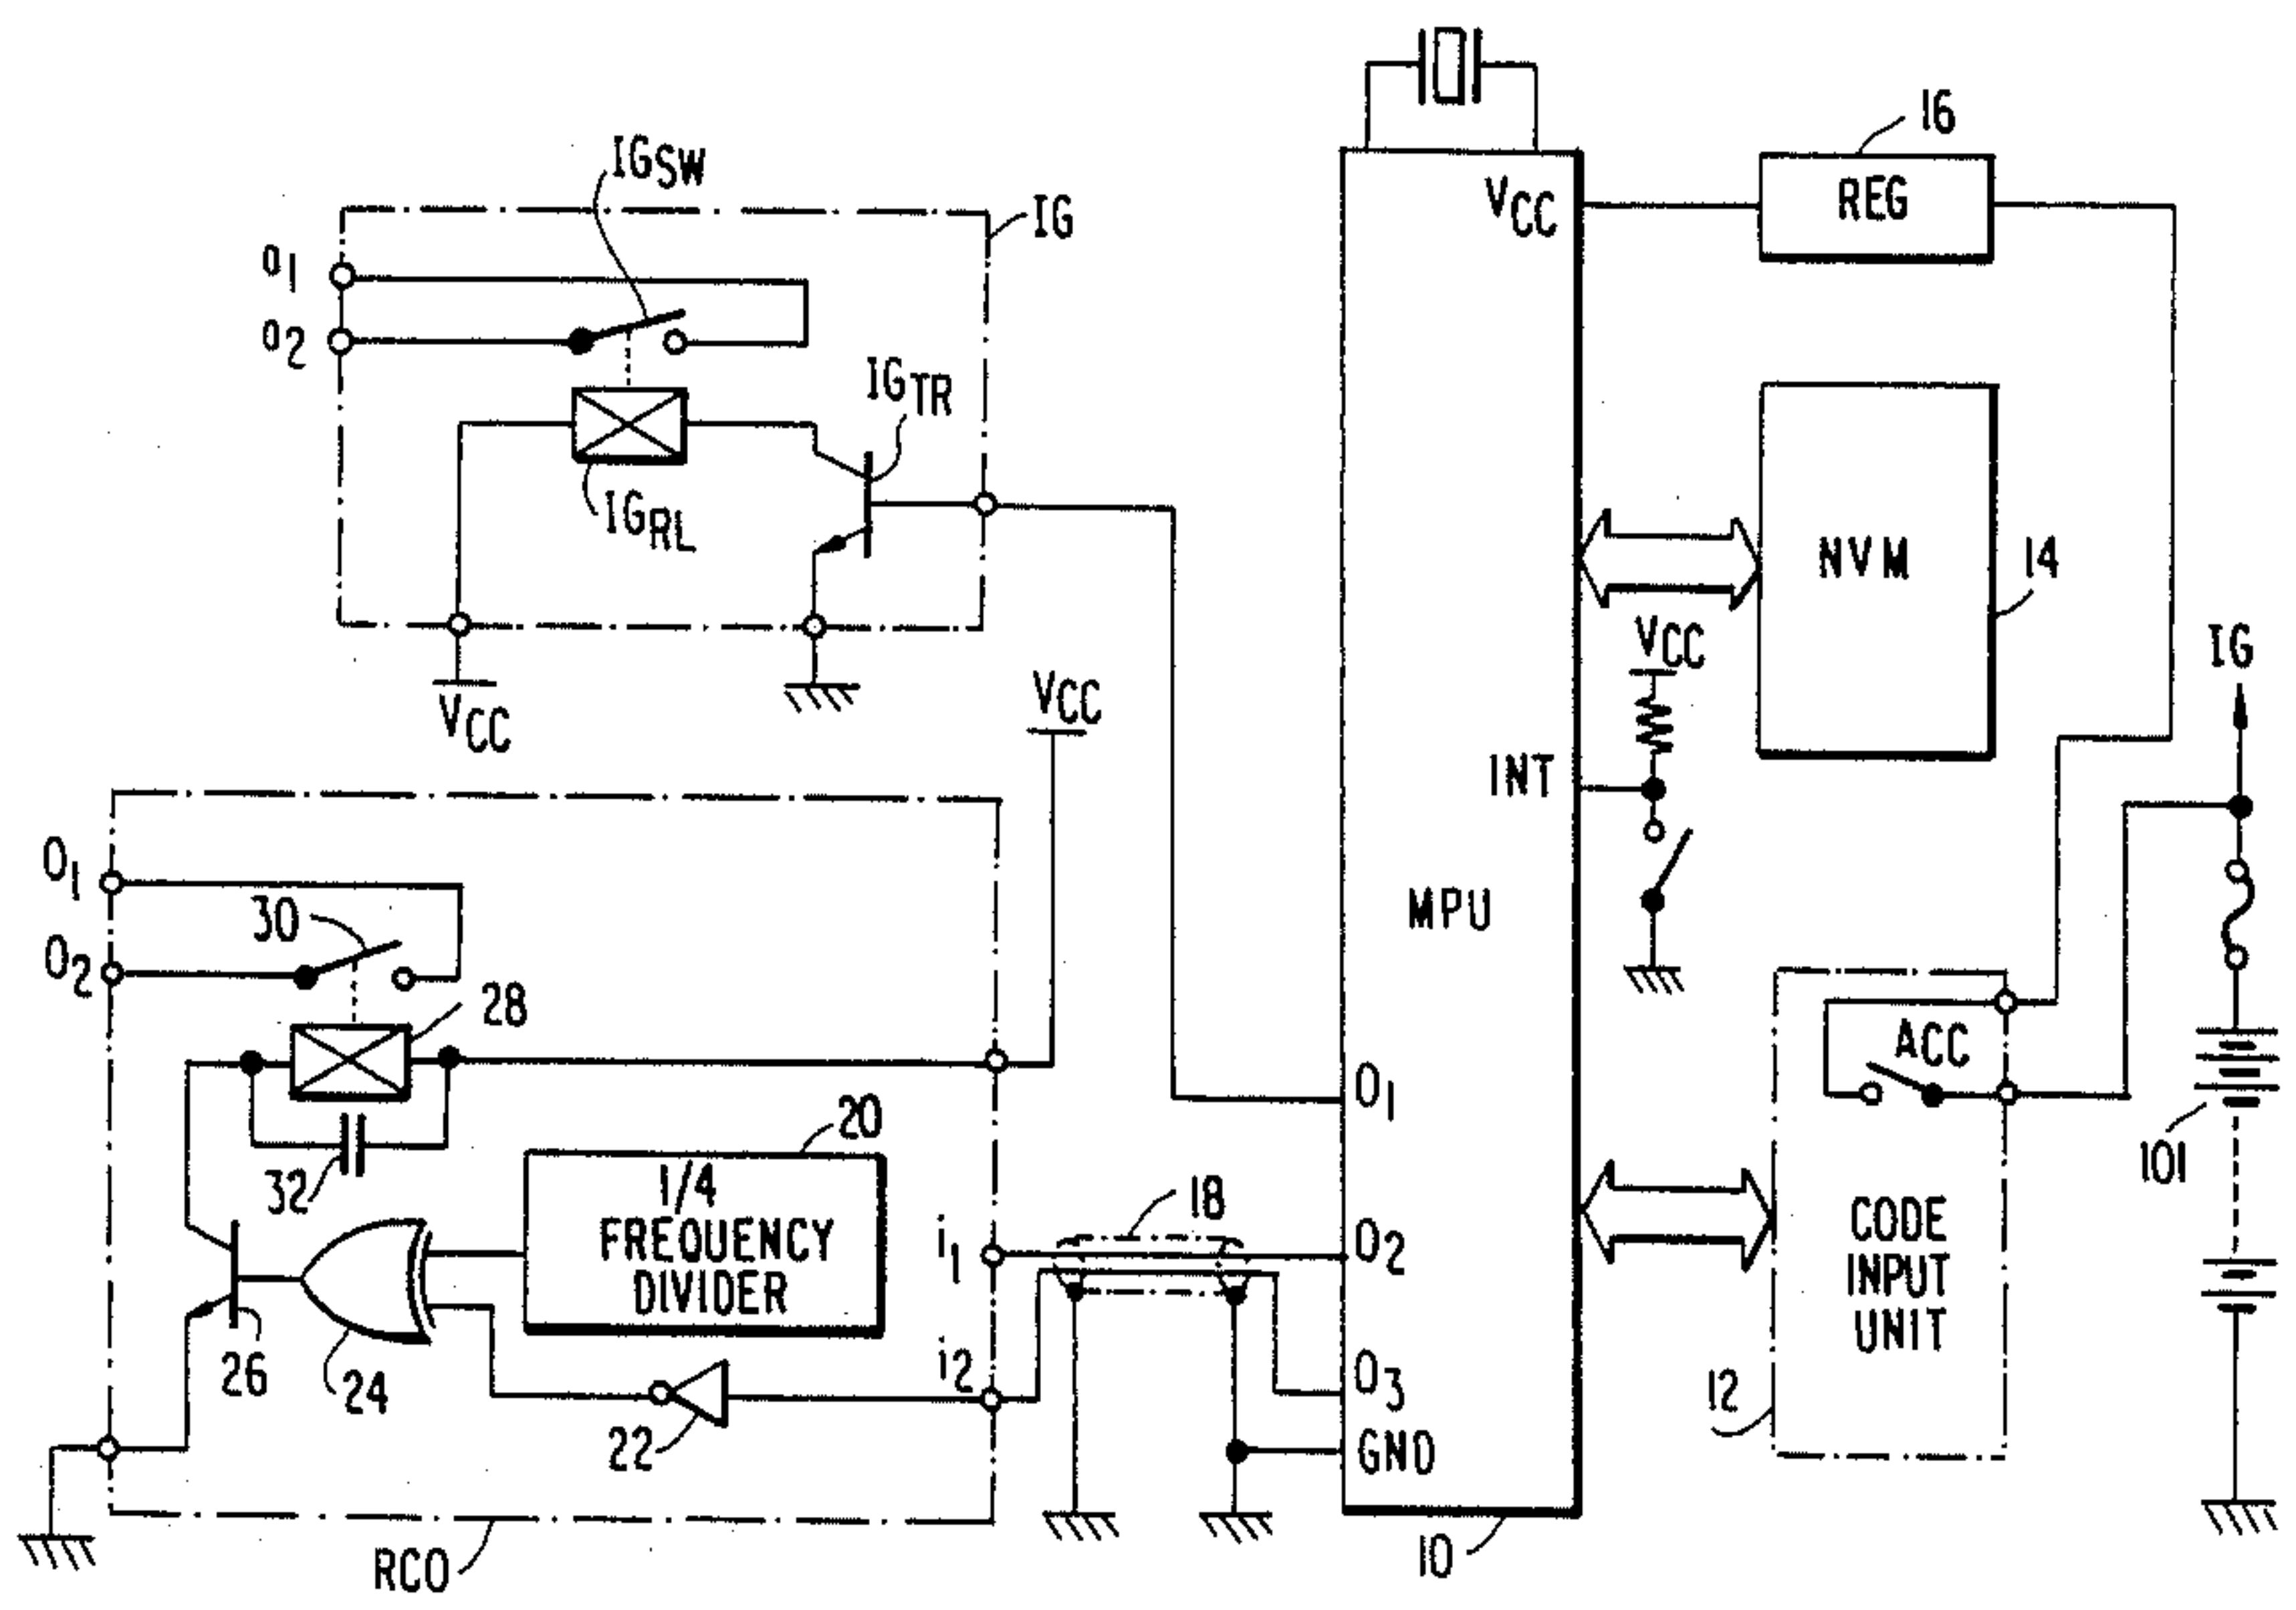 16
IGSW
REG
VCC
IG
o1
o2
IGTR
IGRL
NVM
14
VCC
IG
VCC
VCC
INT
MPU
O1
30
O2
28
ACC
O1
20
1/4
FREQUENCY
DIVIDER
32
101
18
i1
O2
CODE
INPUT
UNIT
i2
O3
26
24
22
12
GND
RCO
10